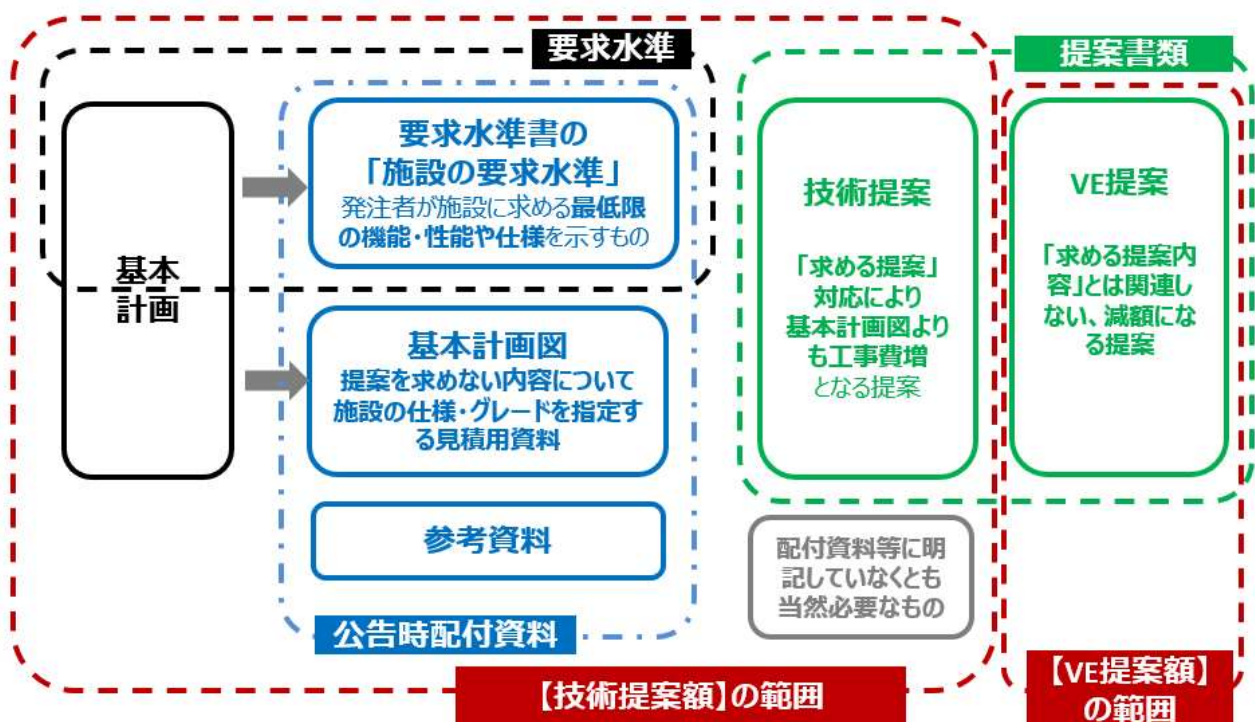 要求水準
提案書類
基本
計画
要求水準書の
「施設の要求水準」
発注者が施設に求める最低限
の機能・性能や仕様を示すもの
基本計画図
提案を求めない内容について
施設の仕様・グレードを指定す
る見積用資料
参考資料
公告時配付資料
技術提案
「求める提案」
対応により
基本計画図より
も工事費増
となる提案
VE提案
「求める提案内
容」とは関連し
ない、減額にな
る提案
配付資料等に明
記していなくとも
当然必要なもの
【技術提案額】の範囲
【VE提案額】
の範囲